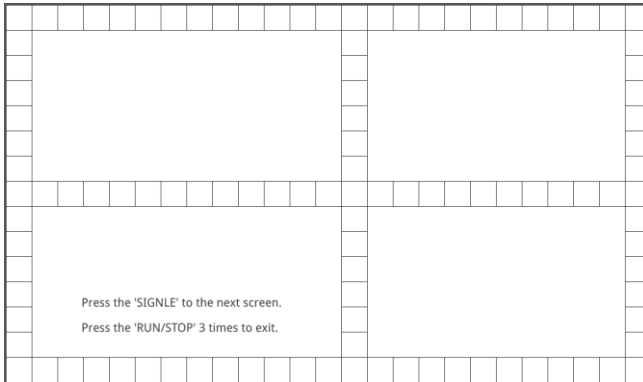 Press the 'SIGNLE' to the next screen.
Press the 'RUN/STOP' 3 times to exit.